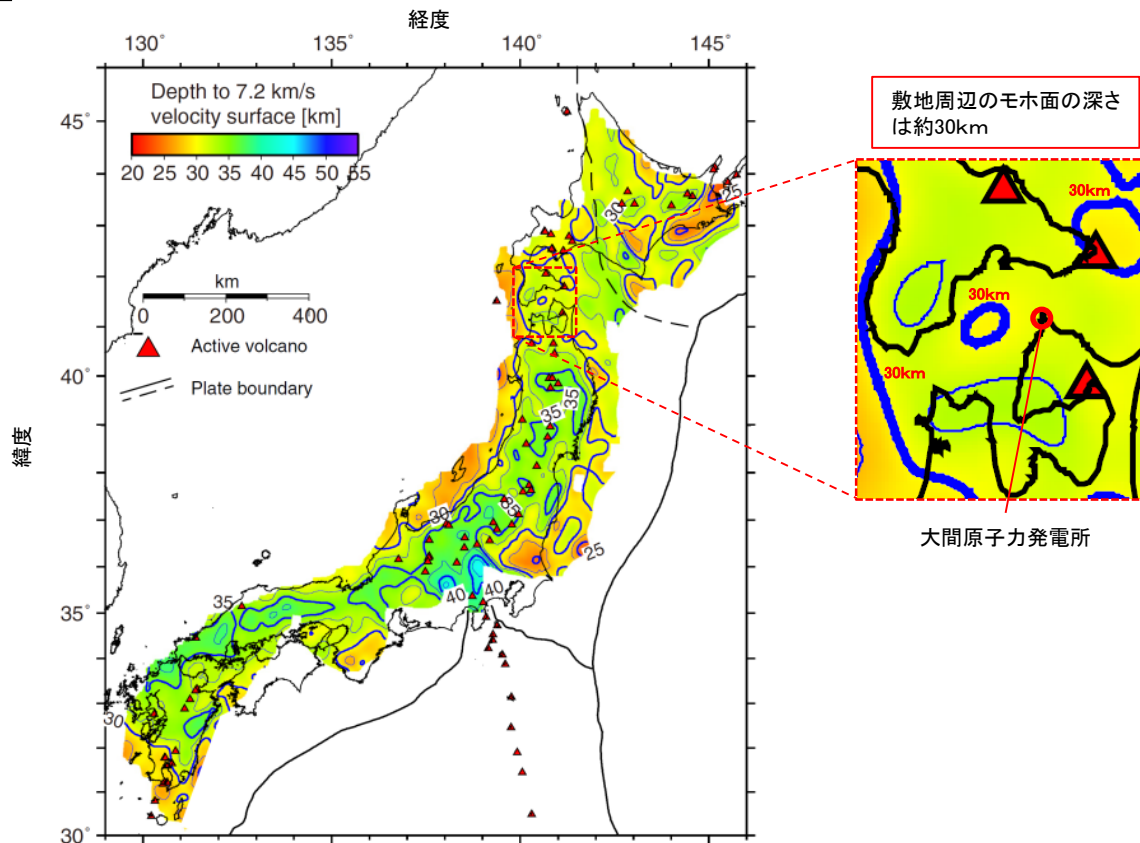 経度
130° 135° 140° 145°
Depth to 7.2 km/s
velocity surface [km]
20 25 30 35 40 45 50 55
km
0 200 400
Active volcano
Plate boundary
緯度
45°
40°
35°
30°
25
30
35
35
30
35
25
40
40
35
30
敷地周辺のモホ面の深さ
は約30km
30km
30km
30km
大間原子力発電所